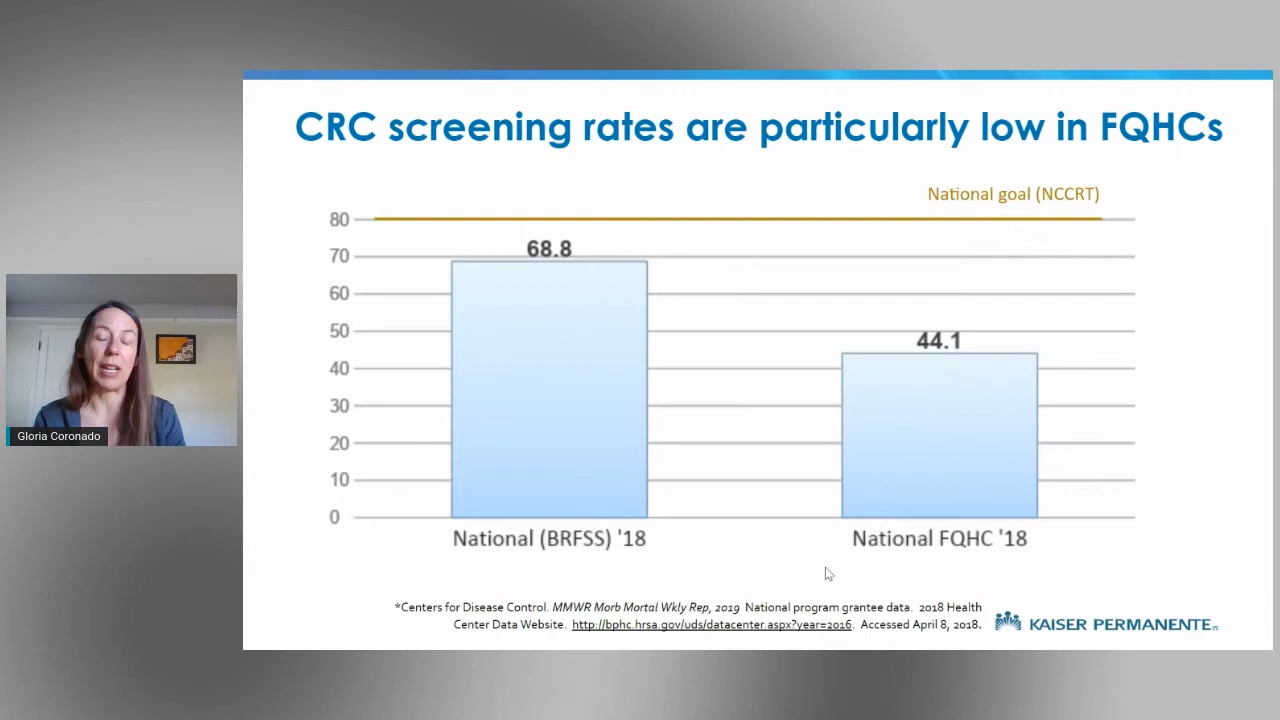 CRC screening rates are particularly low in FQHCs
National goal (NCCRT)
80
70
60
50
40
30
20
10
0
68.8
44.1
National (BRFSS) '18
National FQHC '18
*Centers for Disease Control. MMWR Morb Mortal Wkly Rep, 2019 National program grantee data. 2018 Health
Center Data Website. http://bphc.hrsa.gov/uds/datacenter.aspx?year=2016. Accessed April 8, 2018.
KAISER PERMANENTE®
Gloria Coronado